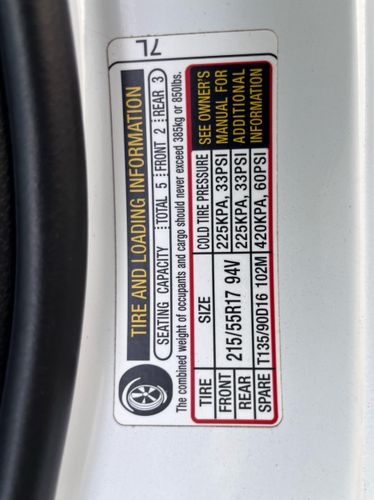 7L
TIRE AND LOADING INFORMATION
SEATING CAPACITY TOTAL 5 FRONT 2 REAR 3
The combined weight of occupants and cargo should never exceed 385kg or 850lbs.
TIRE SIZE COLD TIRE PRESSURE
FRONT 215/55R17 94V 225KPA, 33PSI
REAR 225KPA, 33PSI
SPARE T135/90D16 102M 420KPA, 60PSI
SEE OWNER'S
MANUAL FOR
ADDITIONAL
INFORMATION